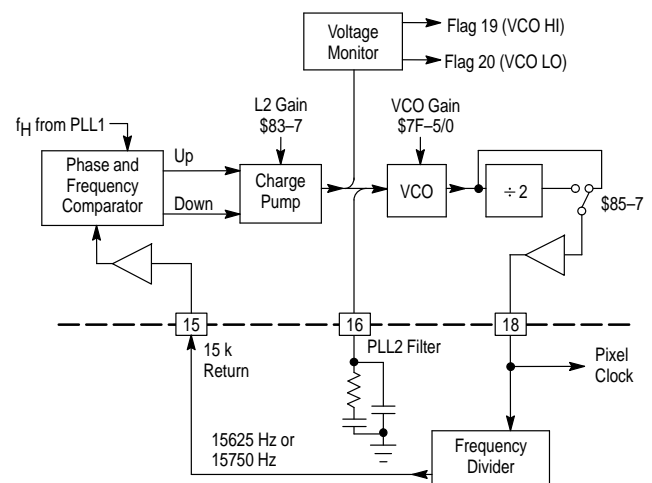 Voltage
Monitor
Flag 19 (VCO HI)
Flag 20 (VCO LO)
L2 Gain
$83–7
VCO Gain
$7F–5/0
fH from PLL1
Phase and
Frequency
Comparator
Up
Down
Charge
Pump
VCO
÷ 2
$85–7
15
16
18
15 k
Return
PLL2 Filter
Pixel
Clock
15625 Hz or
15750 Hz
Frequency
Divider